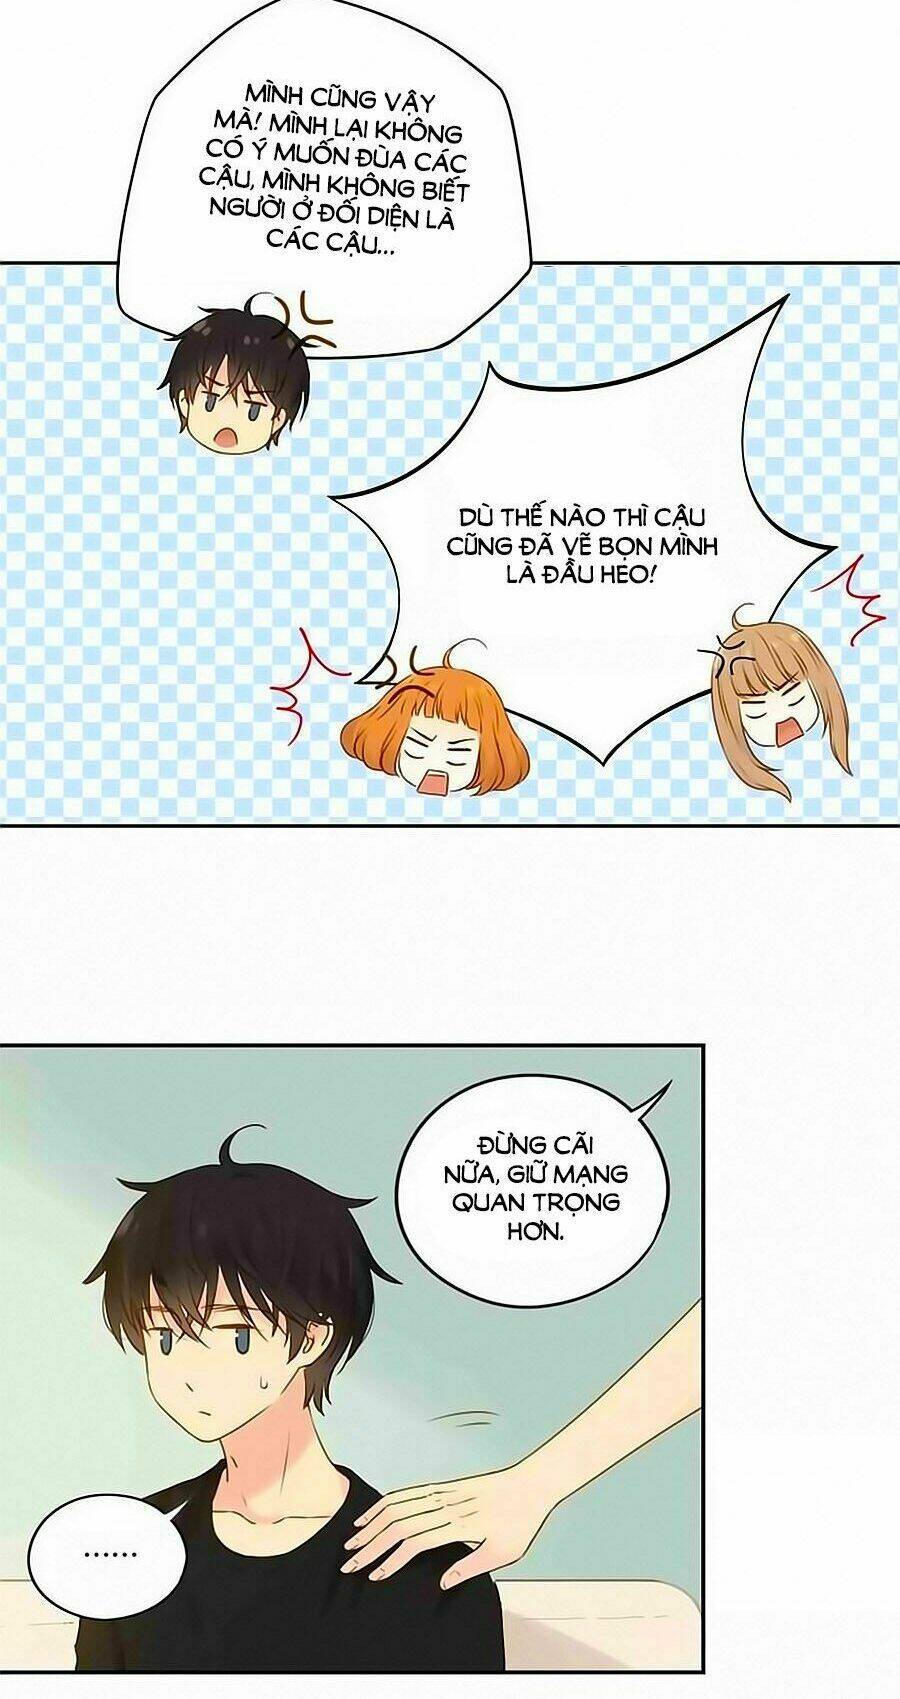 MÌNH CŨNG VẬY
MÀ! MÌNH LẠI KHÔNG
CÓ Ý MUỐN ĐÙA CÁC
CẬU, MÌNH KHÔNG BIẾT
NGƯỜI Ở ĐỐI DIỆN LÀ
CÁC CẬU...
DÙ THẾ NÀO THÌ CẬU
CŨNG ĐÃ VẼ BỌN MÌNH
LÀ ĐẦU HEO!
ĐỪNG CÃI
NỮA, GIỮ MẠNG
QUAN TRỌNG
HƠN.
......